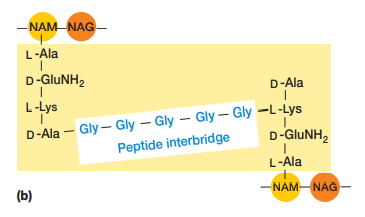 NAM NAG
L-Ala
D-GluNH2
L-Lys
D-Ala
Gly – Gly – Gly – Gly – Gly
Peptide interbridge
D-Ala
L-Lys
D-GluNH2
L-Ala
NAM NAG
(b)